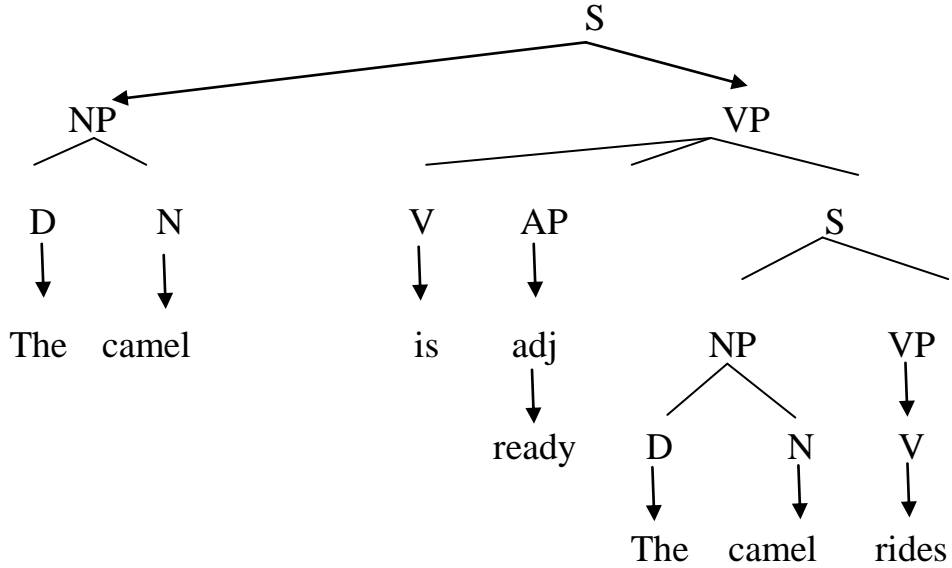 S
NP VP
D N V AP S
The camel is adj NP VP
ready D N V
The camel rides